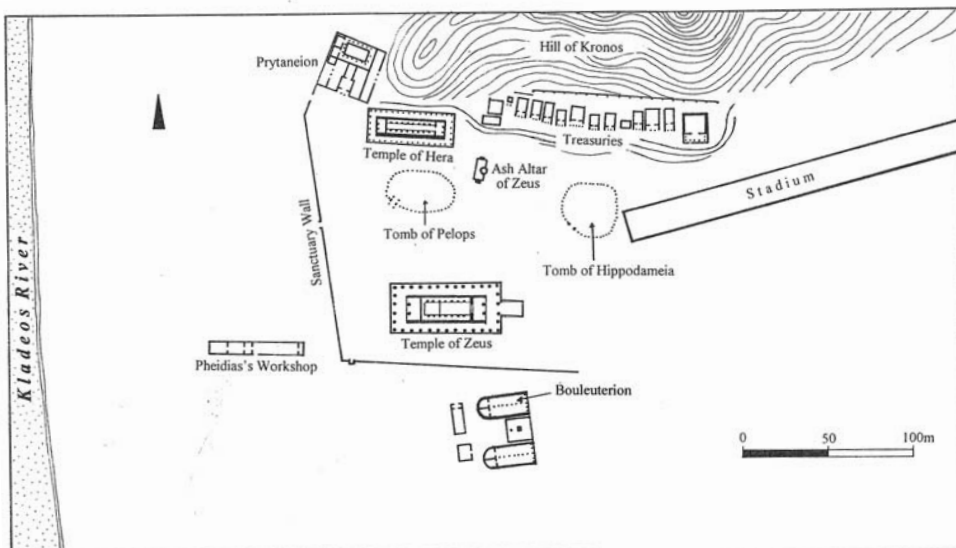 Hill of Kronos
Prytaneion
Treasuries
Temple of Hera
Ash Altar
of Zeus
Stadium
Tomb of Pelops
Tomb of Hippodameia
Sanctuary Wall
Kladeos River
Temple of Zeus
Pheidias's Workshop
Bouleuterion
0 50 100m